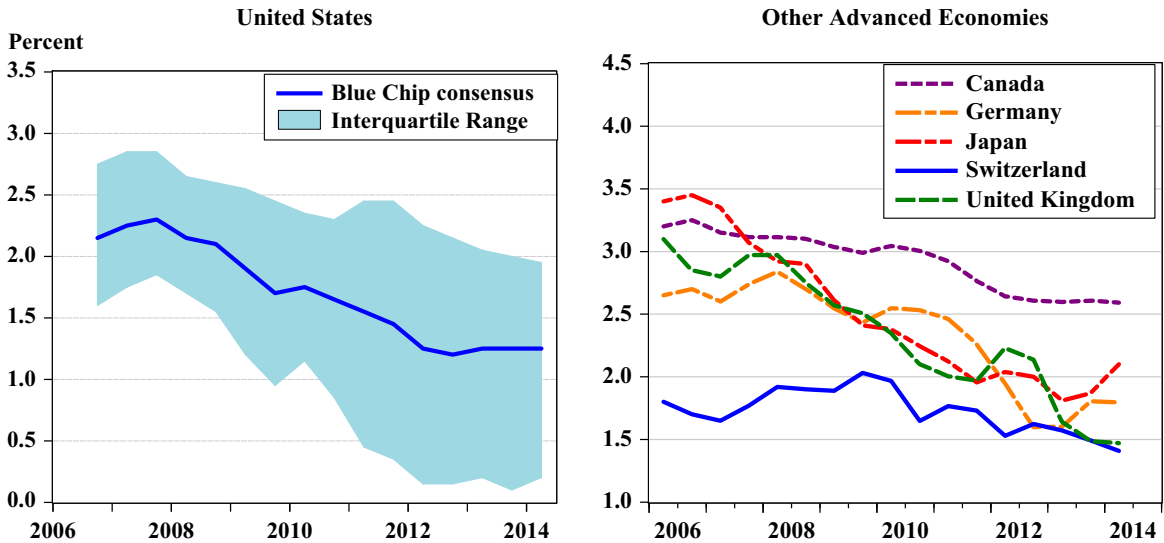 United States
Percent
3.5
3.0
2.5
2.0
1.5
1.0
0.5
0.0
2006 2008 2010 2012 2014
Blue Chip consensus
Interquartile Range
Other Advanced Economies
4.5
4.0
3.5
3.0
2.5
2.0
1.5
1.0
2006 2008 2010 2012 2014
Canada
Germany
Japan
Switzerland
United Kingdom